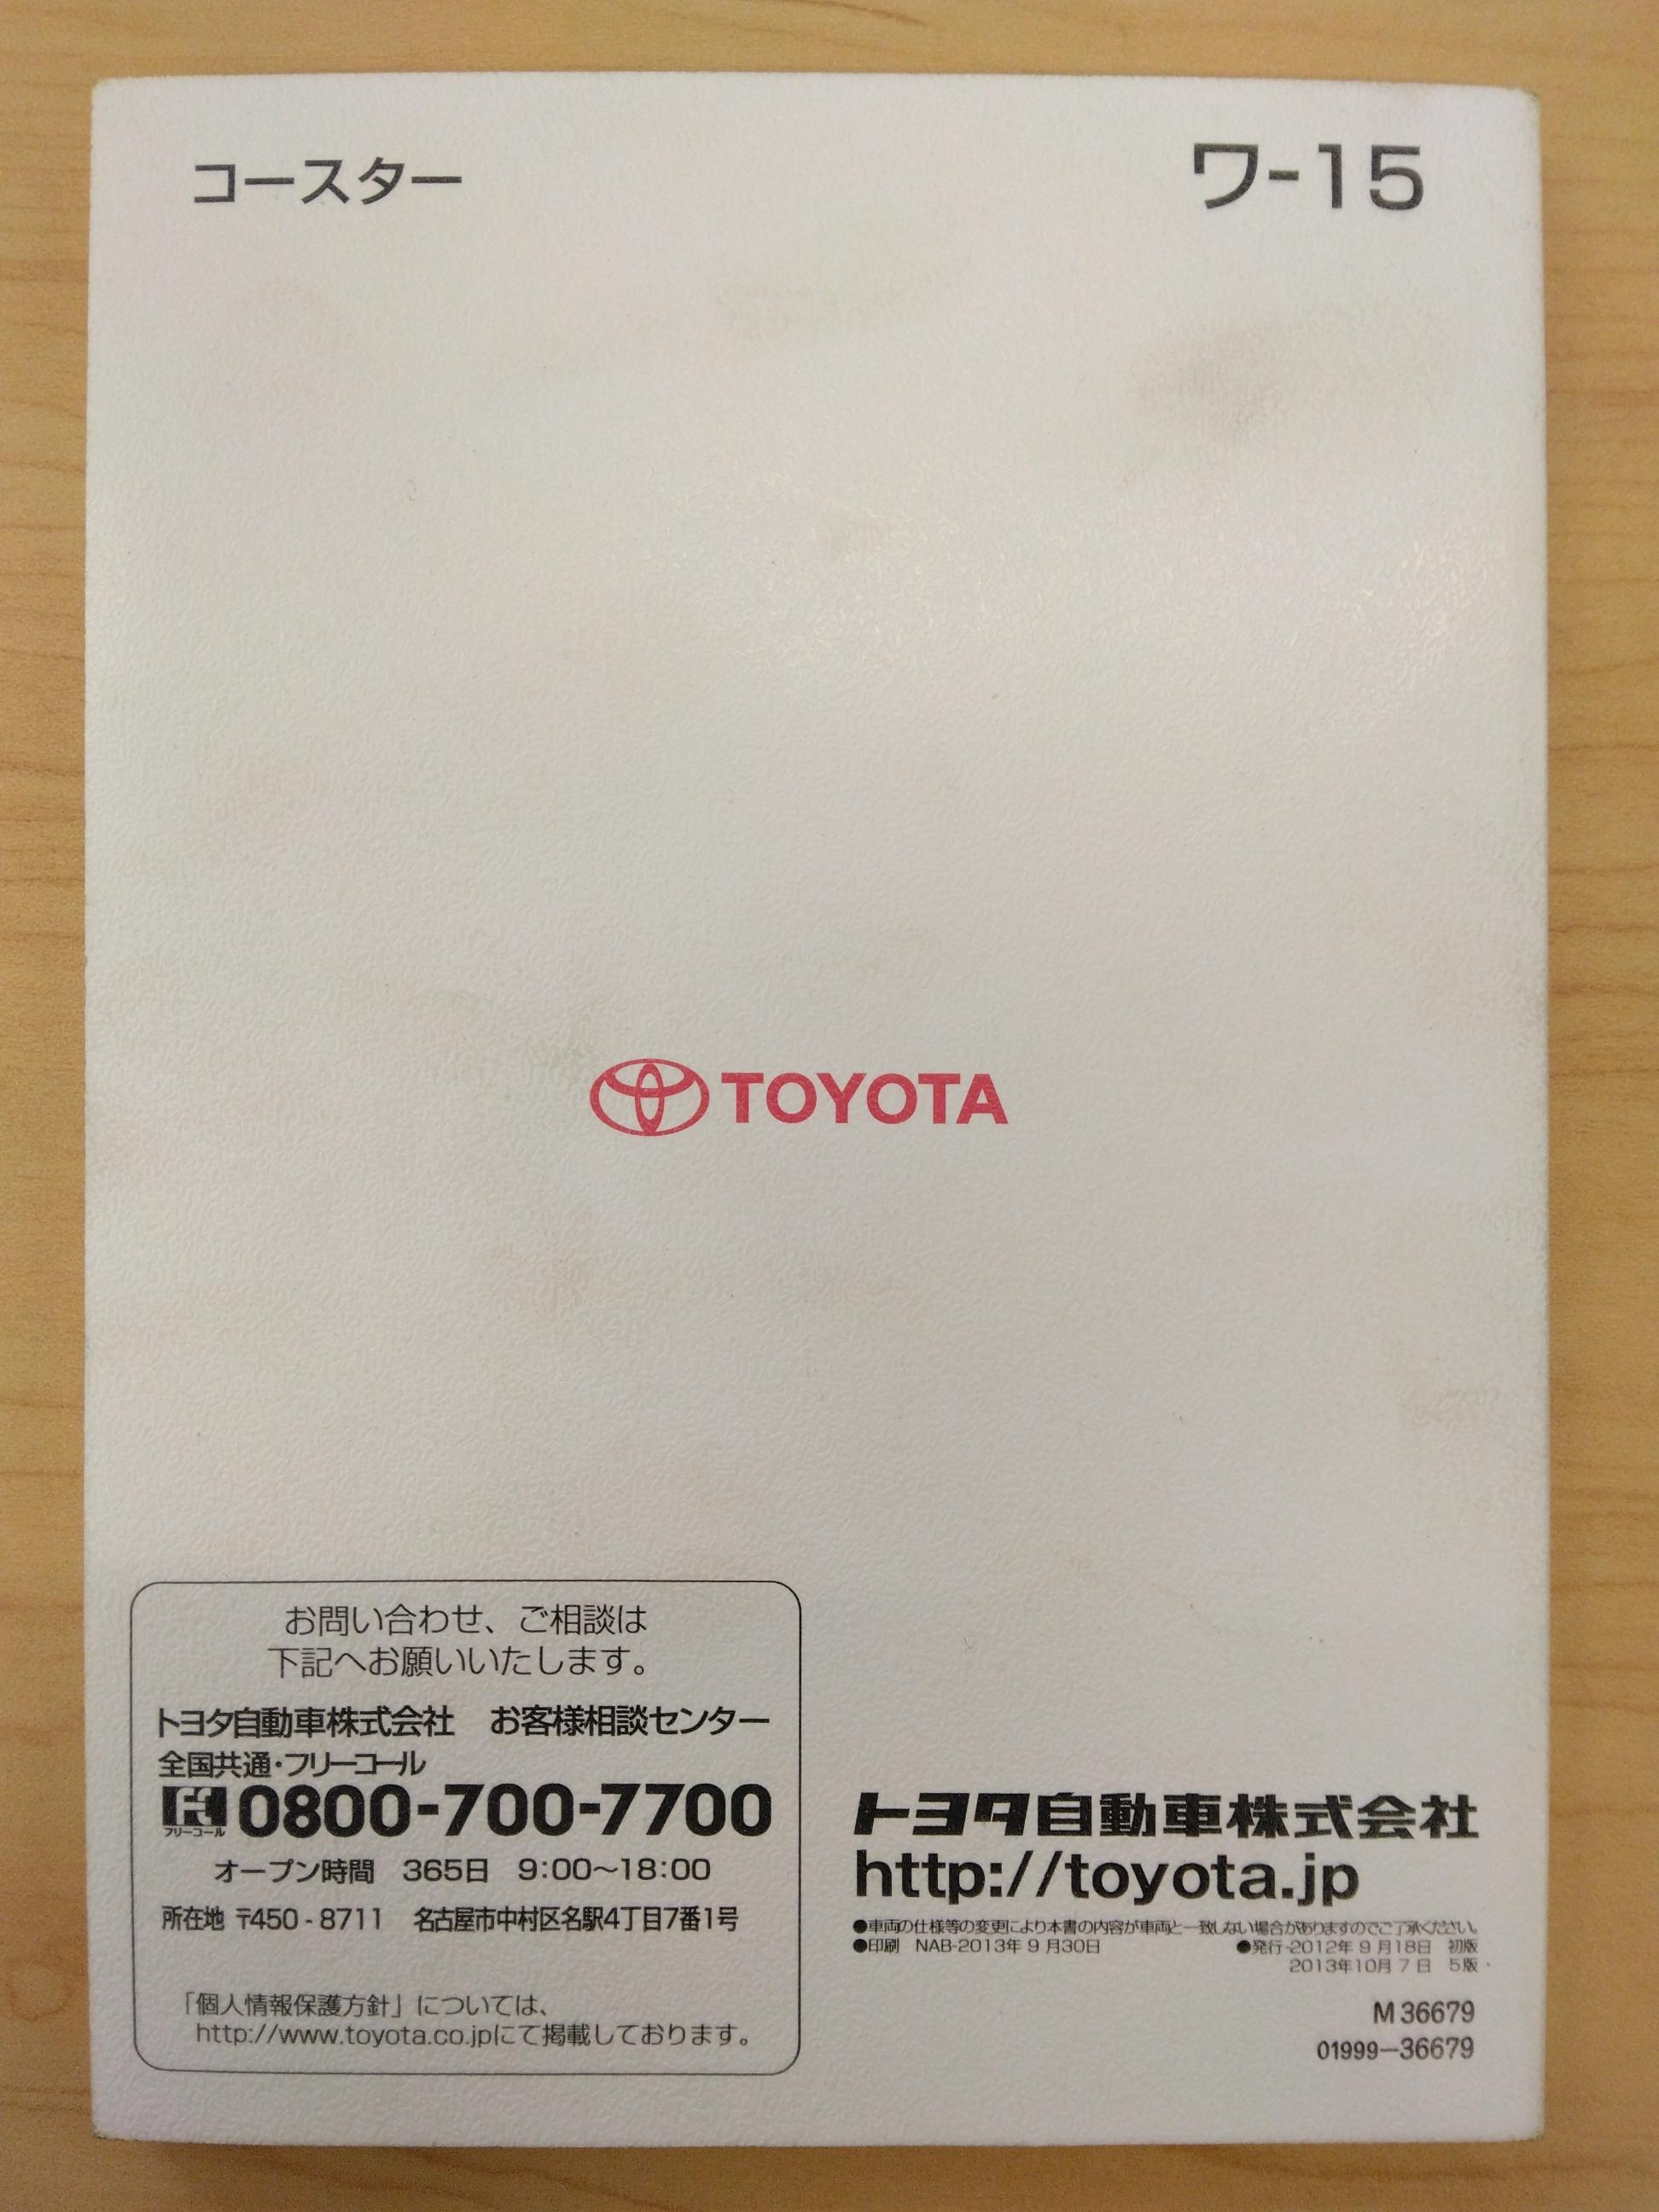 コースター
ワ-15
TOYOTA
お問い合わせ、ご相談は
下記へお願いいたします。
トヨタ自動車株式会社　お客様相談センター
全国共通・フリーコール
FC 0800-700-7700
フリーコール
オープン時間　365日　9:00〜18:00
所在地 〒450-8711　名古屋市中村区名駅4丁目7番1号
「個人情報保護方針」については、
http://www.toyota.co.jpにて掲載しております。
トヨタ自動車株式会社
http://toyota.jp
●車両の仕様等の変更により本書の内容が車両と一致しない場合がありますのでご了承ください。
●印刷　NAB-2013年 9 月30日　●発行-2012年 9 月18日　初版
2013年10月 7 日　5版
M 36679
01999—36679